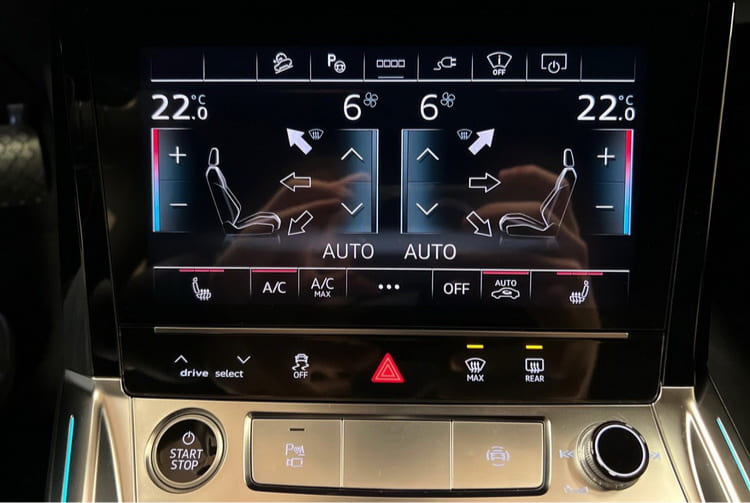 P
i
OFF
22.0 °C 6 6 22.0 °C
+ +
- -
AUTO AUTO
A/C A/C MAX ... OFF AUTO
drive select OFF MAX REAR
START
STOP
P